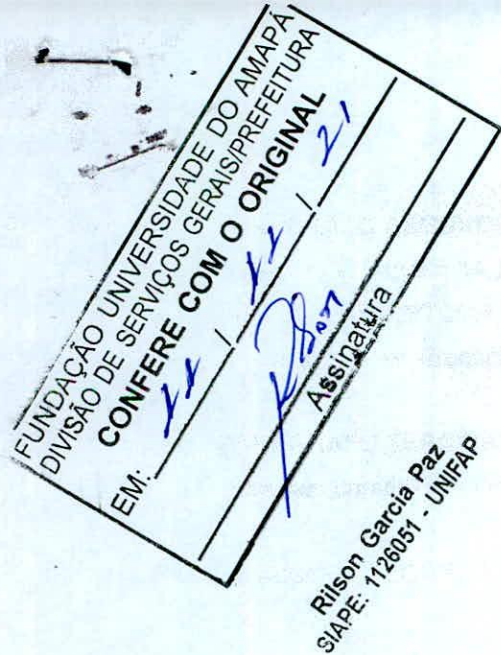 FUNDAÇÃO UNIVERSIDADE DO AMAPÁ
DIVISÃO DE SERVIÇOS GERAIS/PREFEITURA
CONFERE COM O ORIGINAL
EM: 11 / 11 / 21
Assinatura
Rilson Garcia Paz
SIAPE: 1126051 - UNIFAP